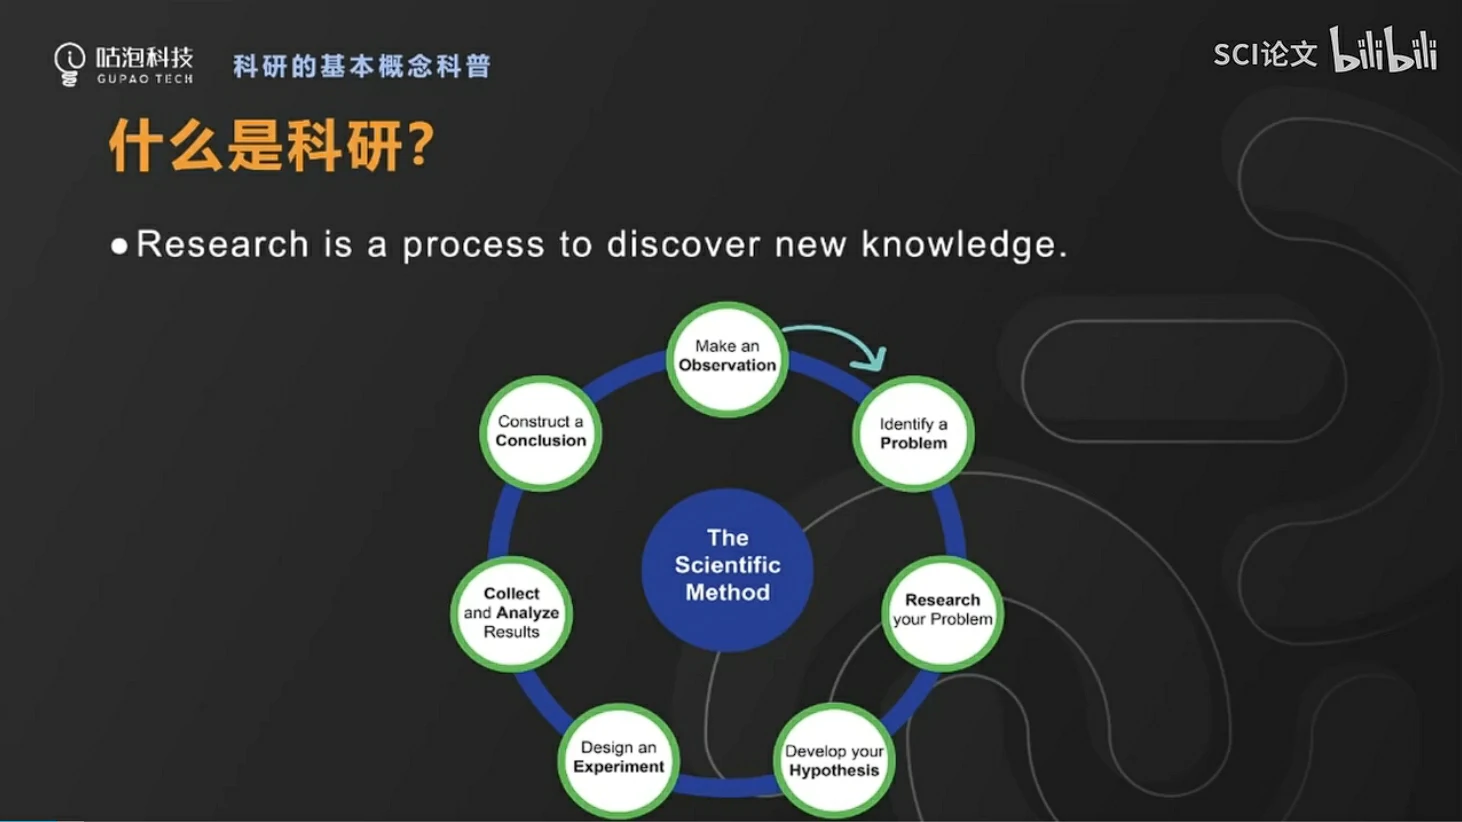 咕泡科技
GUPAO TECH
科研的基本概念科普
SCI论文
bilibili
什么是科研？
●Research is a process to discover new knowledge.
Make an
Observation
Identify a
Problem
Research
your Problem
Develop your
Hypothesis
Design an
Experiment
Collect
and Analyze
Results
Construct a
Conclusion
The
Scientific
Method